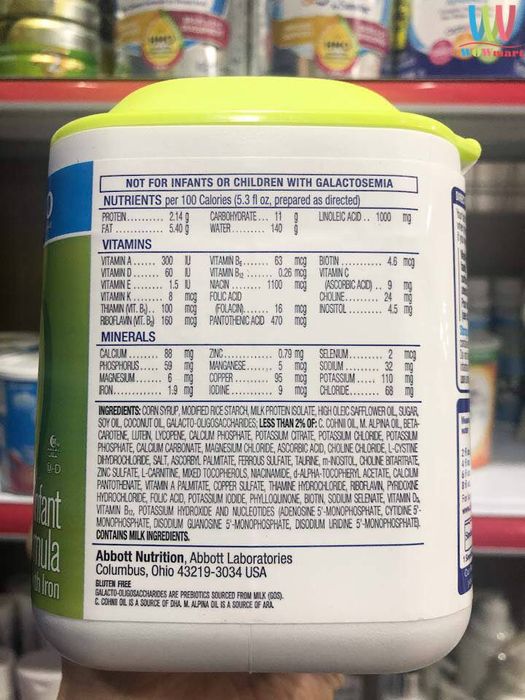 WiWmart
NOT FOR INFANTS OR CHILDREN WITH GALACTOSEMIA
NUTRIENTS per 100 Calories (5.3 fl oz, prepared as directed)
PROTEIN .......... 2.14 g CARBOHYDRATE ... 11 g LINOLEIC ACID .. 1000 mg
FAT ................ 5.40 g WATER ............ 140 g
VITAMINS
VITAMIN A ...... 300 IU VITAMIN B6 ....... 63 mcg BIOTIN ............ 4.6 mcg
VITAMIN D ...... 60 IU VITAMIN B12 ...... 0.26 mcg VITAMIN C
VITAMIN E ...... 1.5 IU NIACIN .......... 1100 mcg (ASCORBIC ACID) .. 9 mg
VITAMIN K ...... 8 mcg FOLIC ACID CHOLINE ......... 24 mg
THIAMIN (VIT. B1) .. 100 mcg (FOLACIN) ........ 16 mcg INOSITOL ......... 4.5 mg
RIBOFLAVIN (VIT. B2) 160 mcg PANTOTHENIC ACID 470 mcg
MINERALS
CALCIUM ......... 88 mg ZINC ............. 0.79 mg SELENIUM ........ 2 mcg
PHOSPHORUS ..... 59 mg MANGANESE ....... 5 mcg SODIUM .......... 32 mg
MAGNESIUM ....... 6 mg COPPER .......... 95 mcg POTASSIUM ...... 110 mg
IRON ............ 1.9 mg IODINE ........... 9 mcg CHLORIDE ........ 68 mg
INGREDIENTS: CORN SYRUP, MODIFIED RICE STARCH, MILK PROTEIN ISOLATE, HIGH OLEIC SAFFLOWER OIL, SUGAR,
SOY OIL, COCONUT OIL, GALACTO-OLIGOSACCHARIDES; LESS THAN 2% OF: C. COHNII OIL, M. ALPINA OIL, BETA-
CAROTENE, LUTEIN, LYCOPENE, CALCIUM PHOSPHATE, POTASSIUM CITRATE, POTASSIUM CHLORIDE, POTASSIUM
PHOSPHATE, CALCIUM CARBONATE, MAGNESIUM CHLORIDE, ASCORBIC ACID, CHOLINE CHLORIDE, L-CYSTINE
DIHYDROCHLORIDE, SALT, ASCORBYL PALMITATE, FERROUS SULFATE, TAURINE, m-INOSITOL, CHOLINE BITARTRATE,
ZINC SULFATE, L-CARNITINE, MIXED TOCOPHEROLS, NIACINAMIDE, d-ALPHA-TOCOPHERYL ACETATE, CALCIUM
PANTOTHENATE, VITAMIN A PALMITATE, COPPER SULFATE, THIAMINE HYDROCHLORIDE, RIBOFLAVIN, PYRIDOXINE
HYDROCHLORIDE, FOLIC ACID, POTASSIUM IODIDE, PHYLLOQUINONE, BIOTIN, SODIUM SELENATE, VITAMIN D3,
VITAMIN B12, POTASSIUM HYDROXIDE AND NUCLEOTIDES (ADENOSINE 5'-MONOPHOSPHATE, CYTIDINE 5'-
MONOPHOSPHATE, DISODIUM GUANOSINE 5'-MONOPHOSPHATE, DISODIUM URIDINE 5'-MONOPHOSPHATE).
CONTAINS MILK INGREDIENTS.
Abbott Nutrition, Abbott Laboratories
Columbus, Ohio 43219-3034 USA
GLUTEN FREE
GALACTO-OLIGOSACCHARIDES ARE PREBIOTICS SOURCED FROM MILK (GOS).
C. COHNII OIL IS A SOURCE OF DHA. M. ALPINA OIL IS A SOURCE OF ARA.
U-D
Iron